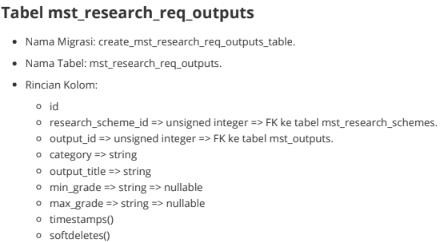 Tabel mst_research_req_outputs
• Nama Migrasi: create_mst_research_req_outputs_table.
• Nama Tabel: mst_research_req_outputs.
• Rincian Kolom:
○ id
○ research_scheme_id => unsigned integer => FK ke tabel mst_research_schemes.
○ output_id => unsigned integer => FK ke tabel mst_outputs.
○ category => string
○ output_title => string
○ min_grade => string => nullable
○ max_grade => string => nullable
○ timestamps()
○ softdeletes()